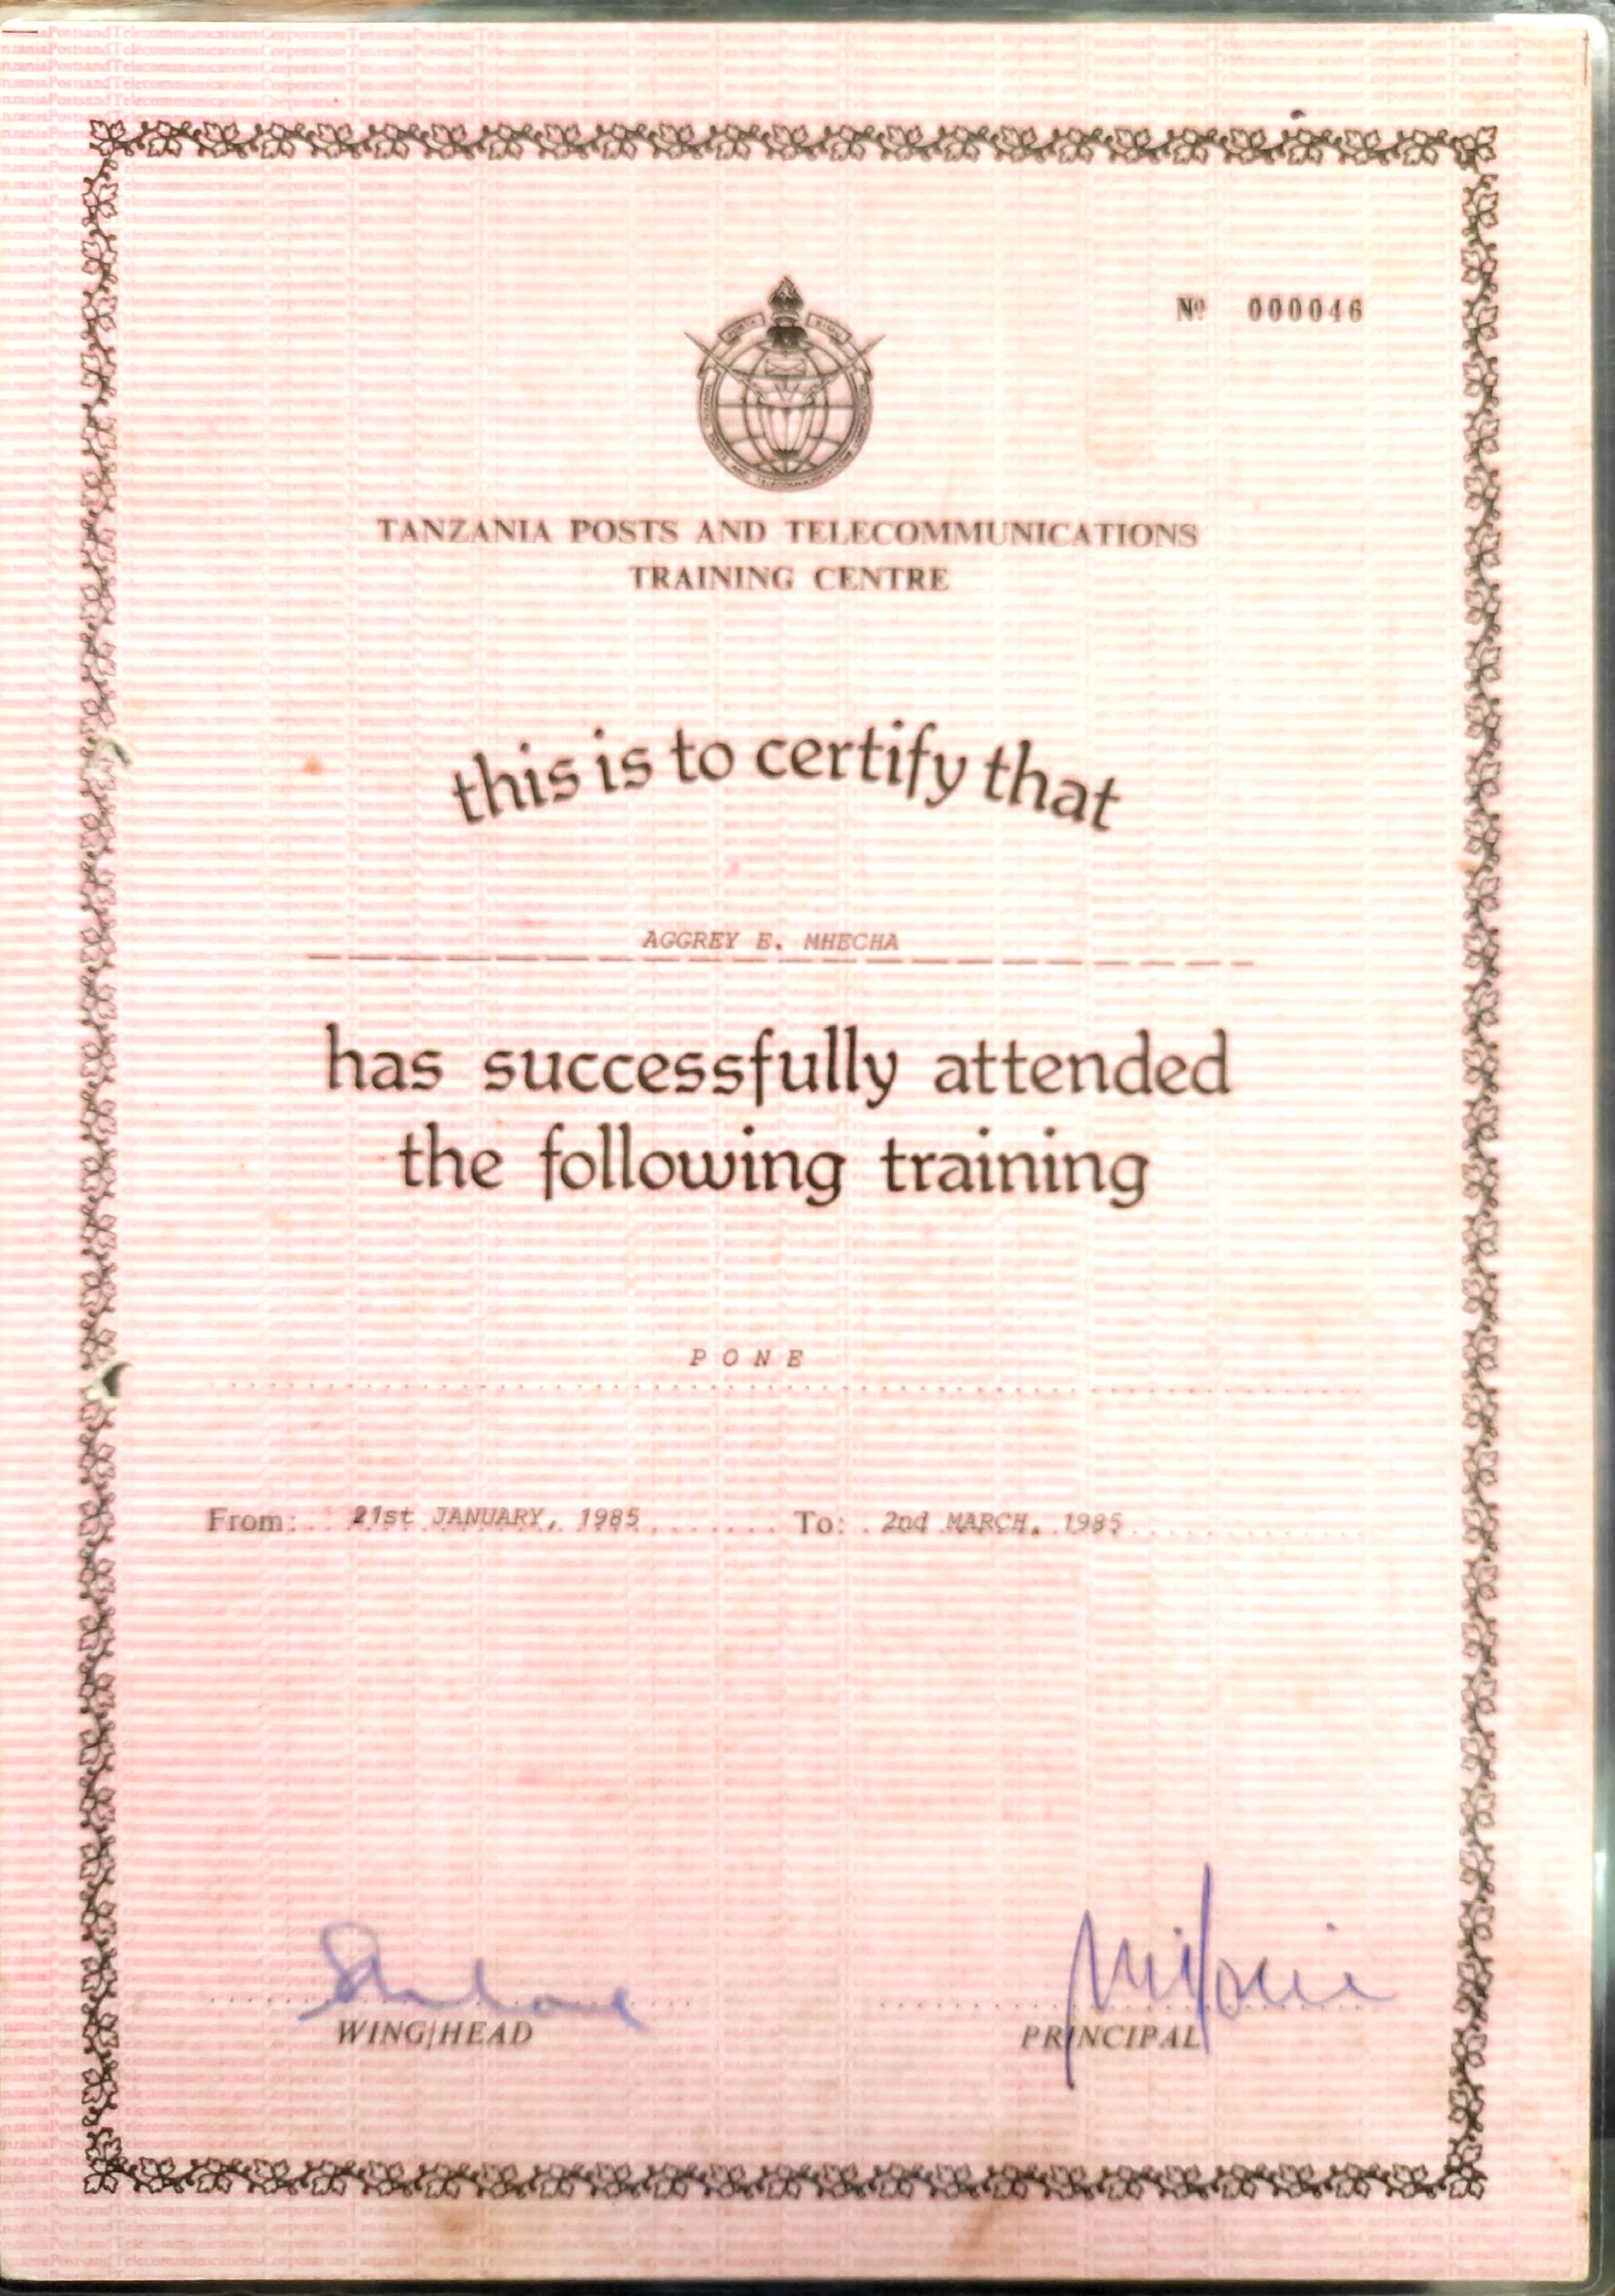 Nº 000046
TANZANIA POSTS AND TELECOMMUNICATIONS
TRAINING CENTRE
this is to certify that
AGGREY E. MHECHA
has successfully attended
the following training
P O N E
From: 21st JANUARY, 1985 To: 2nd MARCH, 1985
WING/HEAD PRINCIPAL